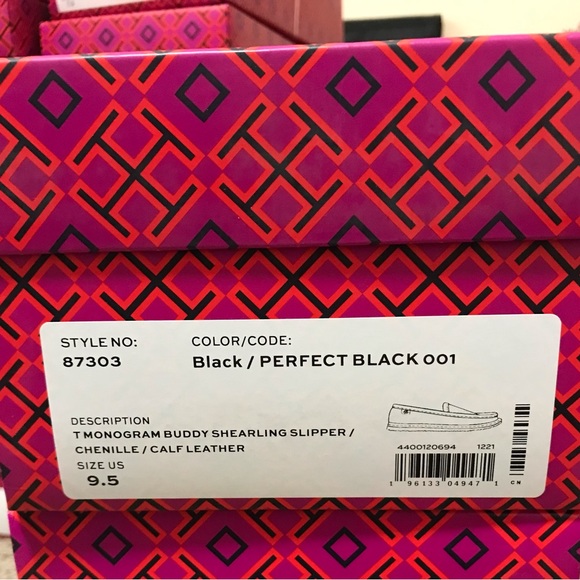 STYLE NO: COLOR/CODE:
87303 Black / PERFECT BLACK 001
DESCRIPTION
T MONOGRAM BUDDY SHEARLING SLIPPER /
CHENILLE / CALF LEATHER
SIZE US
9.5
4400120694 1221
1 96133 04947 1
CN